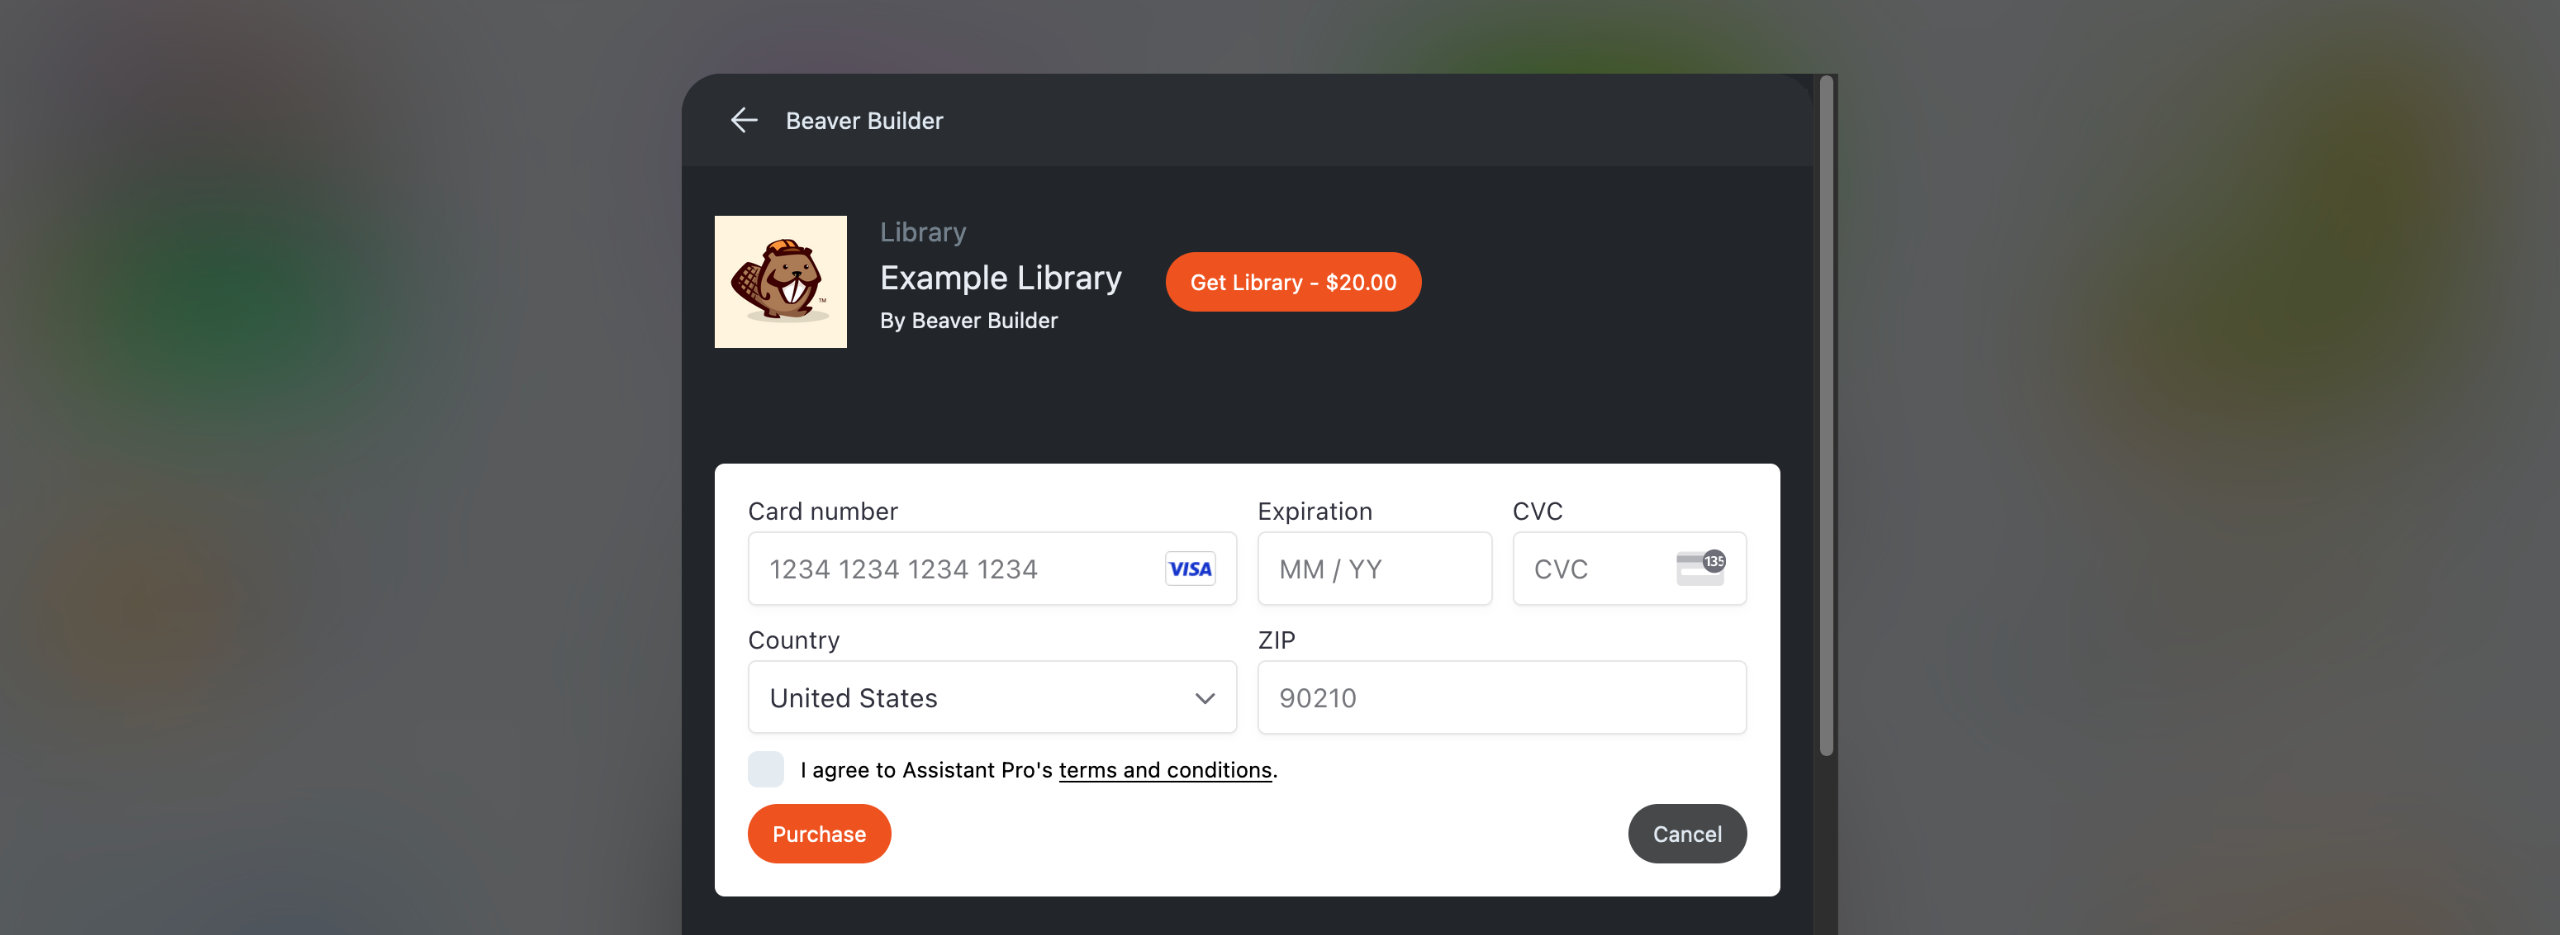 Beaver Builder
Library
Example Library
By Beaver Builder
Get Library - $20.00
TM
Card number
Expiration
CVC
1234 1234 1234 1234
VISA
MM / YY
CVC
135
Country
ZIP
United States
90210
I agree to Assistant Pro's terms and conditions.
Purchase
Cancel